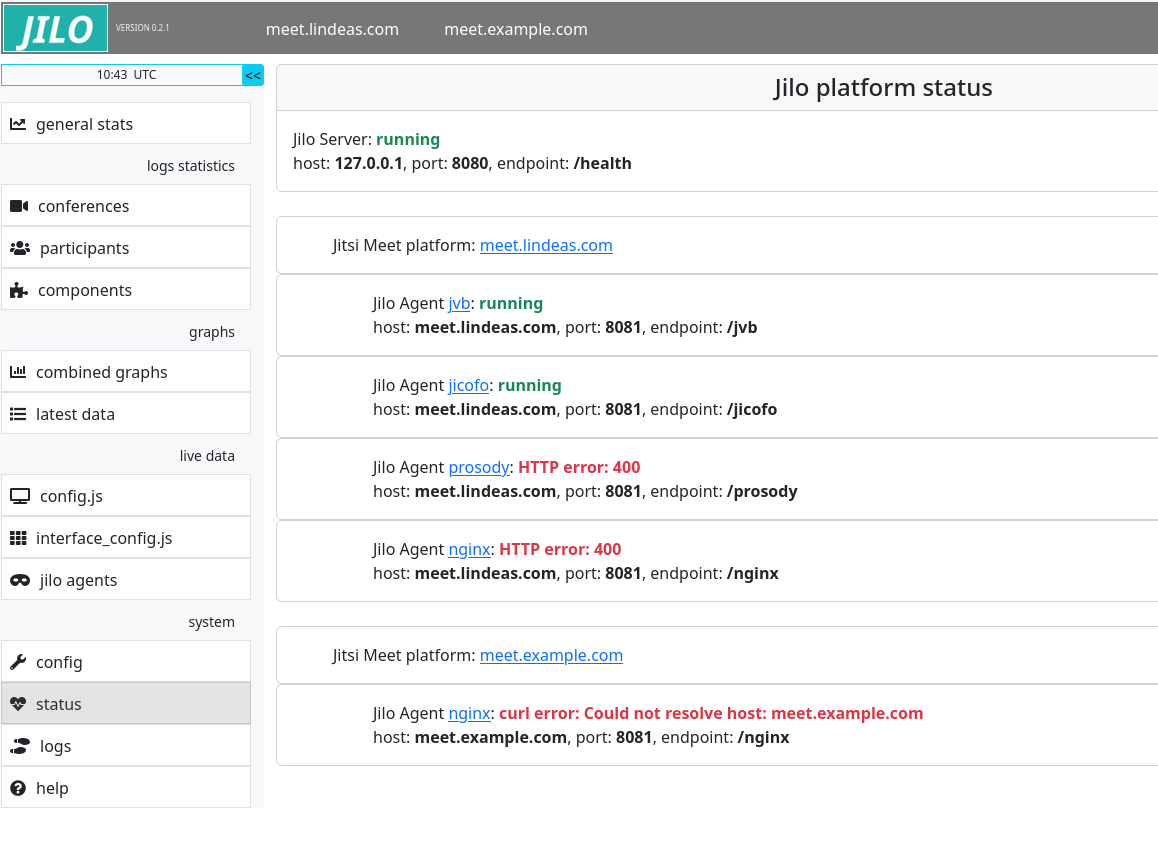 JILO VERSION 0.2.1 meet.lindeas.com meet.example.com
10:43 UTC <<
general stats
logs statistics
conferences
participants
components
graphs
combined graphs
latest data
live data
config.js
interface_config.js
jilo agents
system
config
status
logs
help
Jilo platform status
Jilo Server: running
host: 127.0.0.1, port: 8080, endpoint: /health
Jitsi Meet platform: meet.lindeas.com
Jilo Agent jvb: running
host: meet.lindeas.com, port: 8081, endpoint: /jvb
Jilo Agent jicofo: running
host: meet.lindeas.com, port: 8081, endpoint: /jicofo
Jilo Agent prosody: HTTP error: 400
host: meet.lindeas.com, port: 8081, endpoint: /prosody
Jilo Agent nginx: HTTP error: 400
host: meet.lindeas.com, port: 8081, endpoint: /nginx
Jitsi Meet platform: meet.example.com
Jilo Agent nginx: curl error: Could not resolve host: meet.example.com
host: meet.example.com, port: 8081, endpoint: /nginx